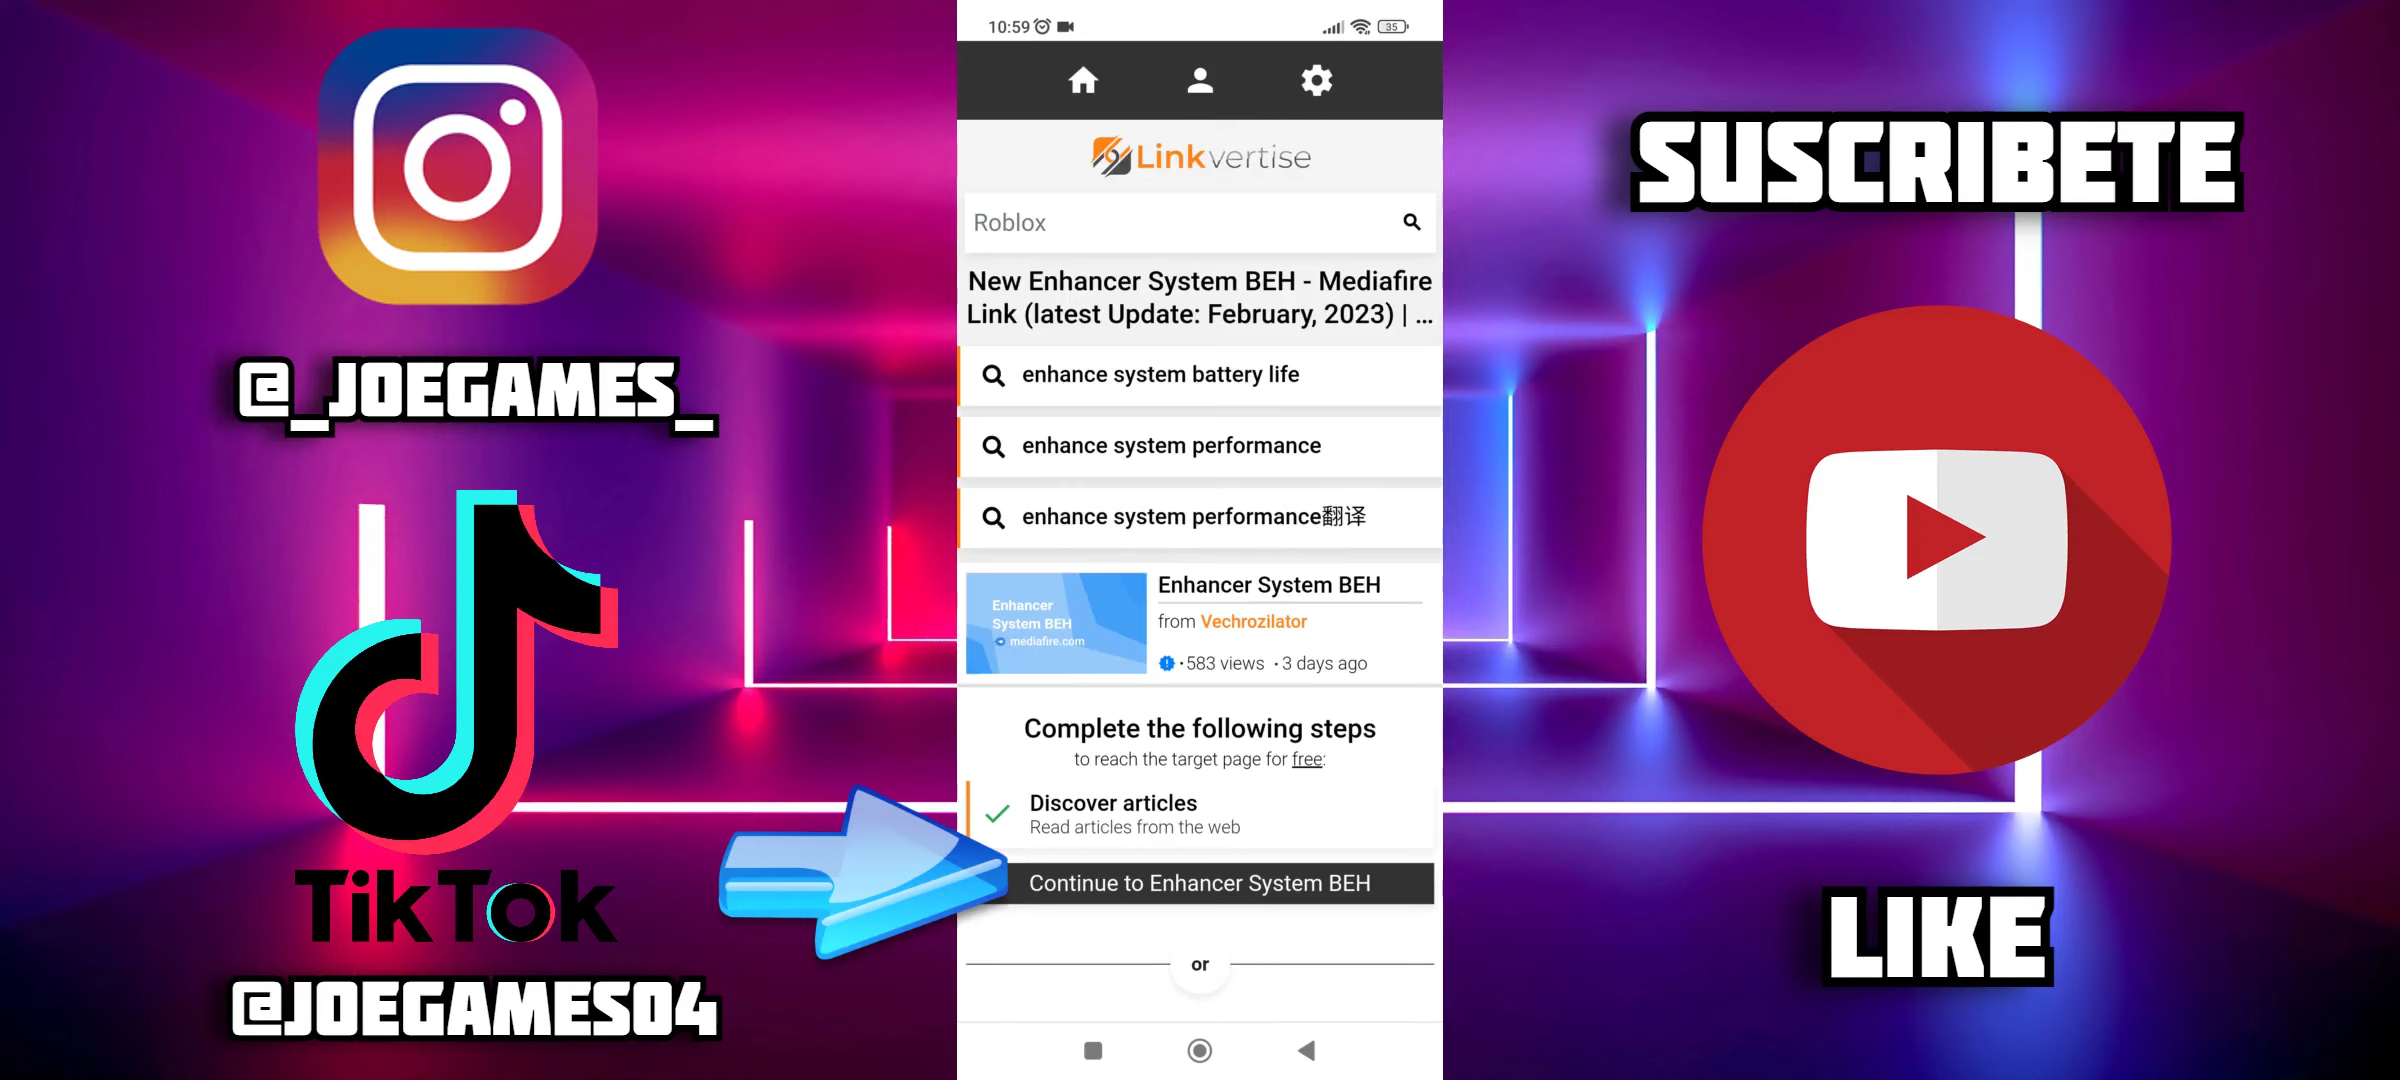 @_JOEGAMES_
TikTok
@JOEGAMES04
10:59
35
Linkvertise
Roblox
New Enhancer System BEH - Mediafire
Link (latest Update: February, 2023) | ...
enhance system battery life
enhance system performance
enhance system performance翻译
Enhancer
System BEH
mediafire.com
Enhancer System BEH
from Vechrozilator
·583 views ·3 days ago
Complete the following steps
to reach the target page for free:
Discover articles
Read articles from the web
Continue to Enhancer System BEH
or
SUSCRIBETE
LIKE